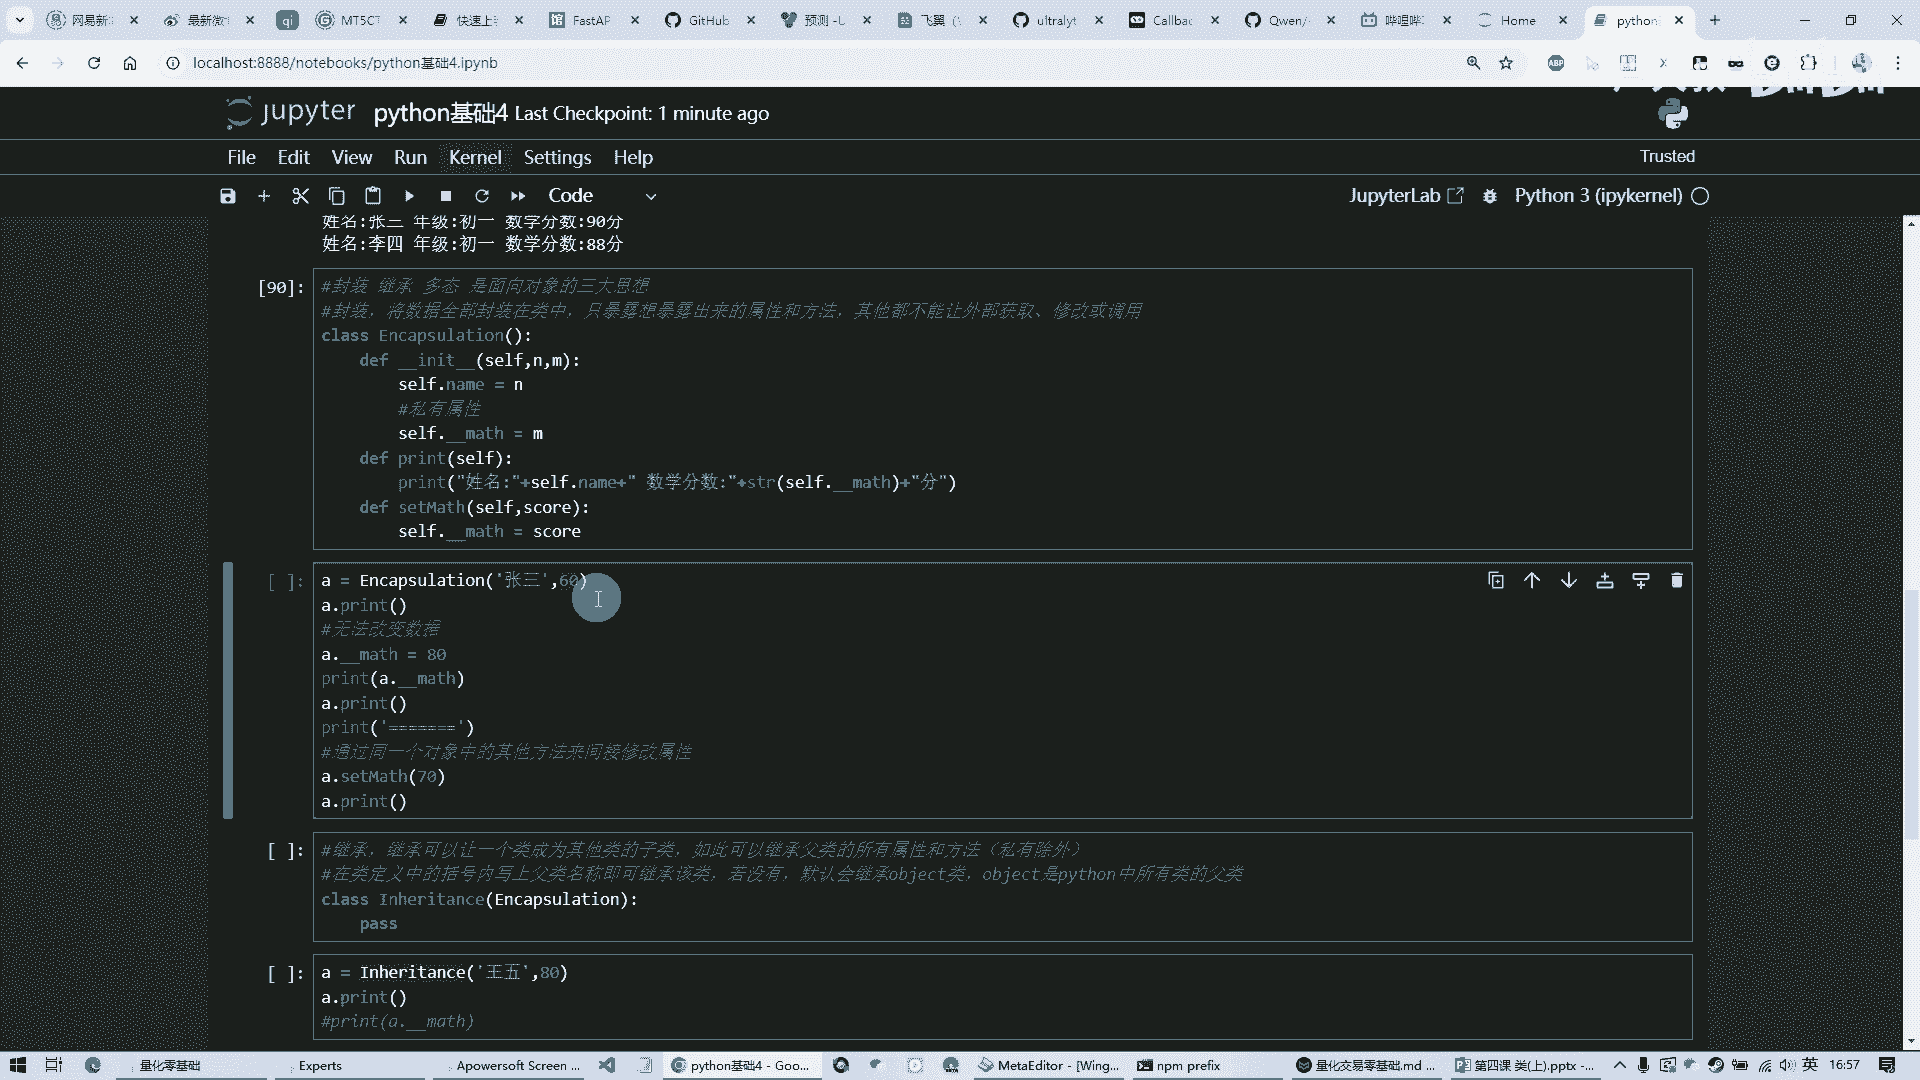 网易新
最新微
qi
MT5CT
快速上
FastAP
GitHub
预测 - U
飞翼
ultralyt
Callbac
Qwen/
哔哩哔
Home
python
localhost:8888/notebooks/python基础4.ipynb
jupyter python基础4 Last Checkpoint: 1 minute ago
File Edit View Run Kernel Settings Help
Trusted
Code
JupyterLab
Python 3 (ipykernel)
姓名:张三 年级:初一 数字分数:90分
姓名:李四 年级:初一 数学分数:88分
[90]:
#封装 继承 多态 是面向对象的三大思想
#封装，将数据全部封装在类中，只暴露想暴露出来的属性和方法，其他都不能让外部获取、修改或调用
class Encapsulation():
def __init__(self,n,m):
self.name = n
#私有属性
self.__math = m
def print(self):
print("姓名:"+self.name+" 数学分数:"+str(self.__math)+"分")
def setMath(self,score):
self.__math = score
[ ]:
a = Encapsulation('张三',60)
a.print()
#无法改变数据
a.__math = 80
print(a.__math)
a.print()
print('=======')
#通过同一个对象中的其他方法来间接修改属性
a.setMath(70)
a.print()
[ ]:
#继承，继承可以让一个类成为其他类的子类，如此可以继承父类的所有属性和方法（私有除外）
#在类定义中的括号内写上父类名称即可继承该类，若没有，默认会继承object类，object是python中所有类的父类
class Inheritance(Encapsulation):
pass
[ ]:
a = Inheritance('王五',80)
a.print()
#print(a.__math)
量化零基础
Experts
Apowersoft Screen ...
python基础4 - Goo...
MetaEditor - [Wing...
npm prefix
量化交易零基础.md ...
第四课 类(上).pptx -...
英
16:57